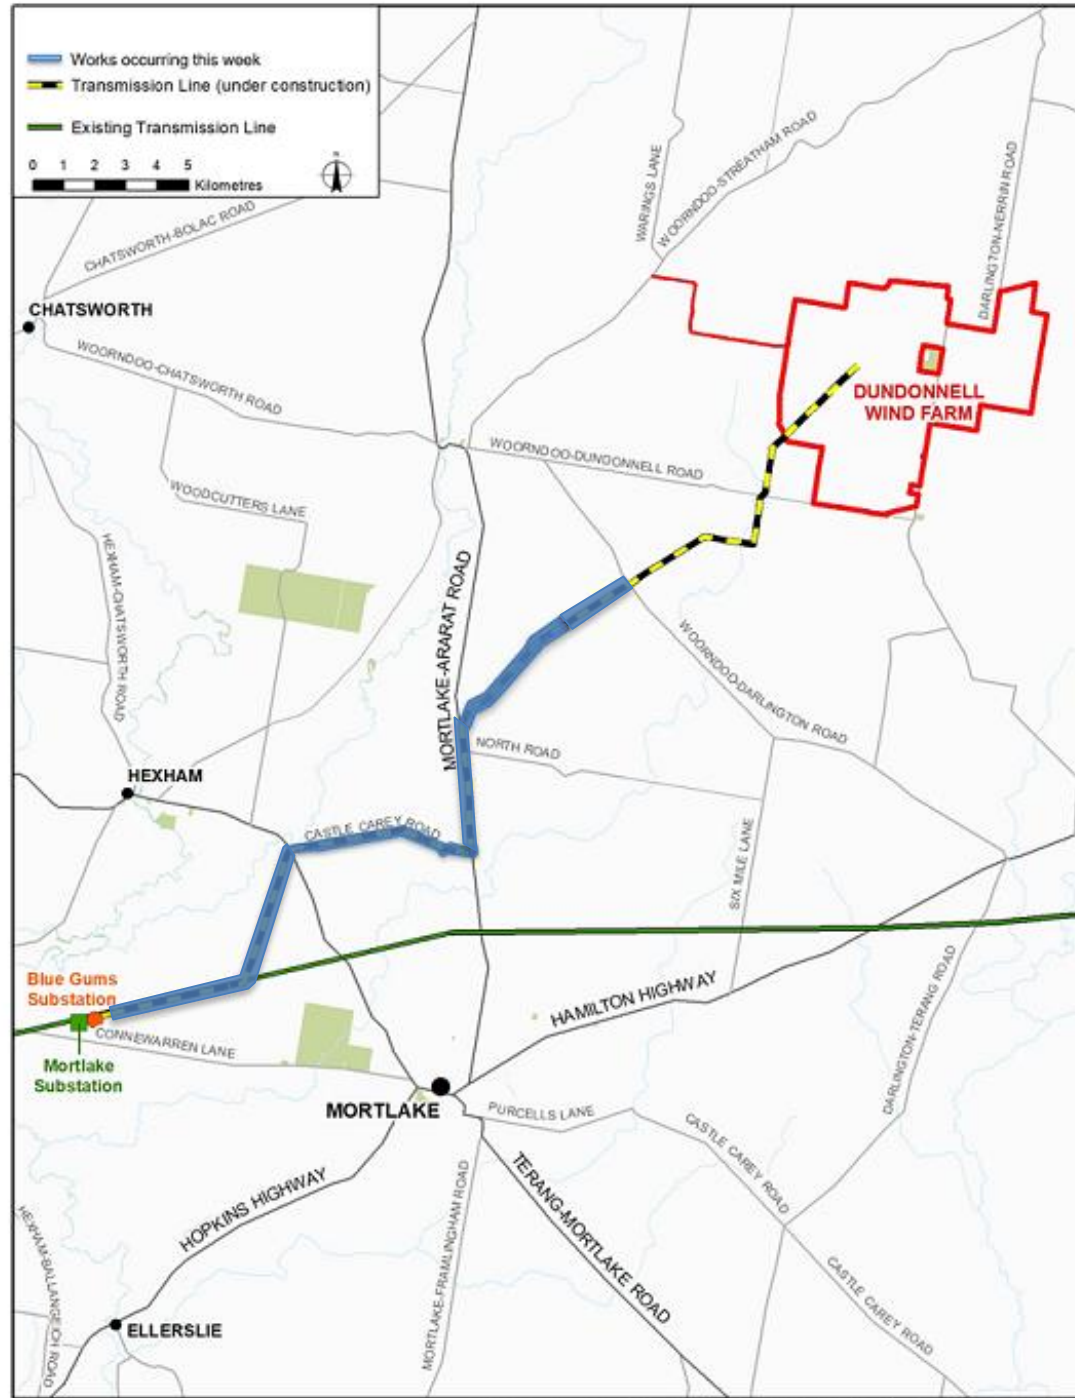 Works occurring this week
Transmission Line (under construction)
Existing Transmission Line
0 1 2 3 4 5
Kilometres
N
CHATSWORTH-BOLAC ROAD
WARINGS LANE
WOORNDOO-STREATHAM ROAD
DARLINGTON-NERRIN ROAD
CHATSWORTH
WOORNDOO-CHATSWORTH ROAD
DUNDONNELL
WIND FARM
WOORNDOO-DUNDONNELL ROAD
WOODCUTTERS LANE
HEXHAM-CHATSWORTH ROAD
MORTLAKE-ARARAT ROAD
WOORNDOO-DARLINGTON ROAD
NORTH ROAD
HEXHAM
CASTLE CAREY ROAD
SIX MILE LANE
Blue Gums
Substation
HAMILTON HIGHWAY
DARLINGTON-TERANG ROAD
CONNEWARREN LANE
Mortlake
Substation
MORTLAKE
PURCELLS LANE
CASTLE CAREY ROAD
HOPKINS HIGHWAY
TERANG-MORTLAKE ROAD
MORTLAKE-FRAMLINGHAM ROAD
HEXHAM-BALLANGEICH ROAD
CASTLE CAREY ROAD
ELLERSLIE